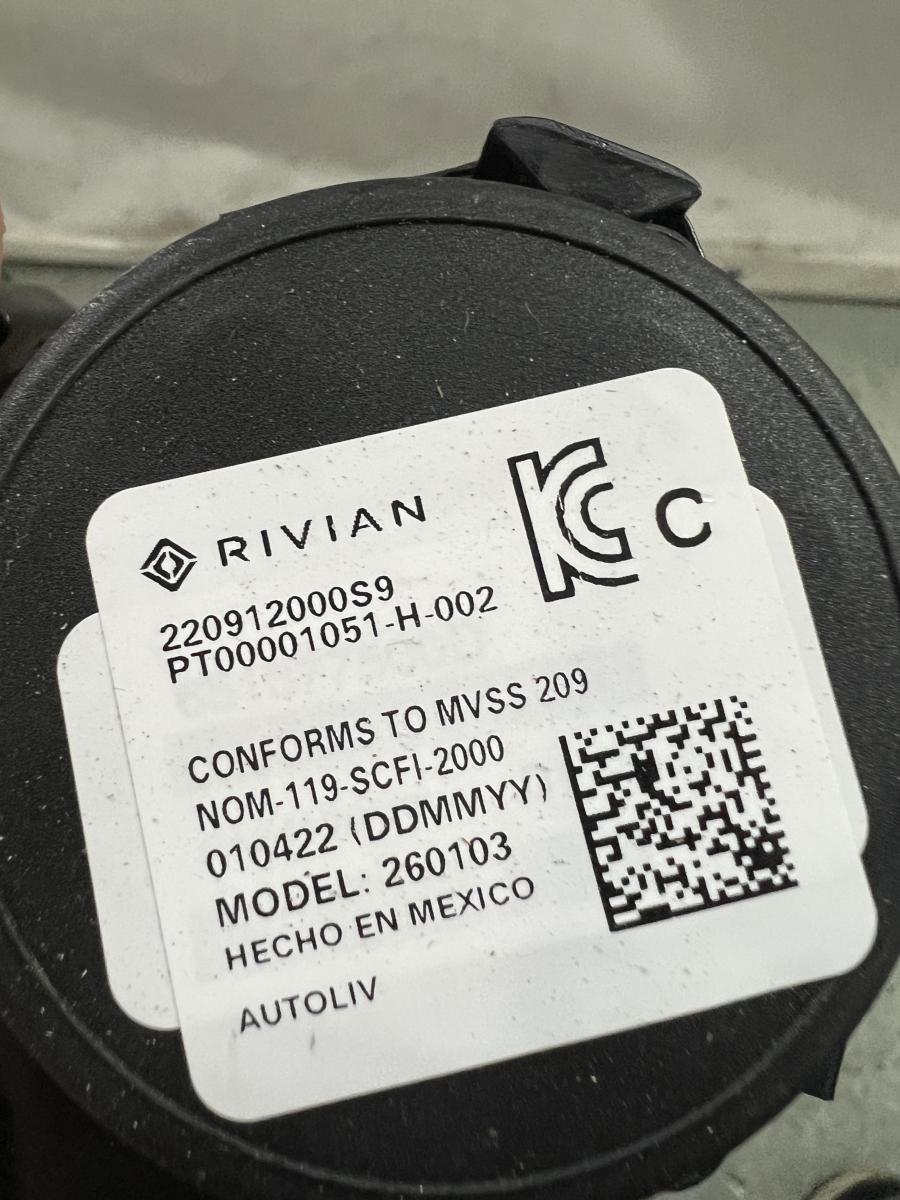 RIVIAN
220912000S9
PT00001051-H-002
KC C
CONFORMS TO MVSS 209
NOM-119-SCFI-2000
010422 (DDMMYY)
MODEL: 260103
HECHO EN MEXICO
AUTOLIV